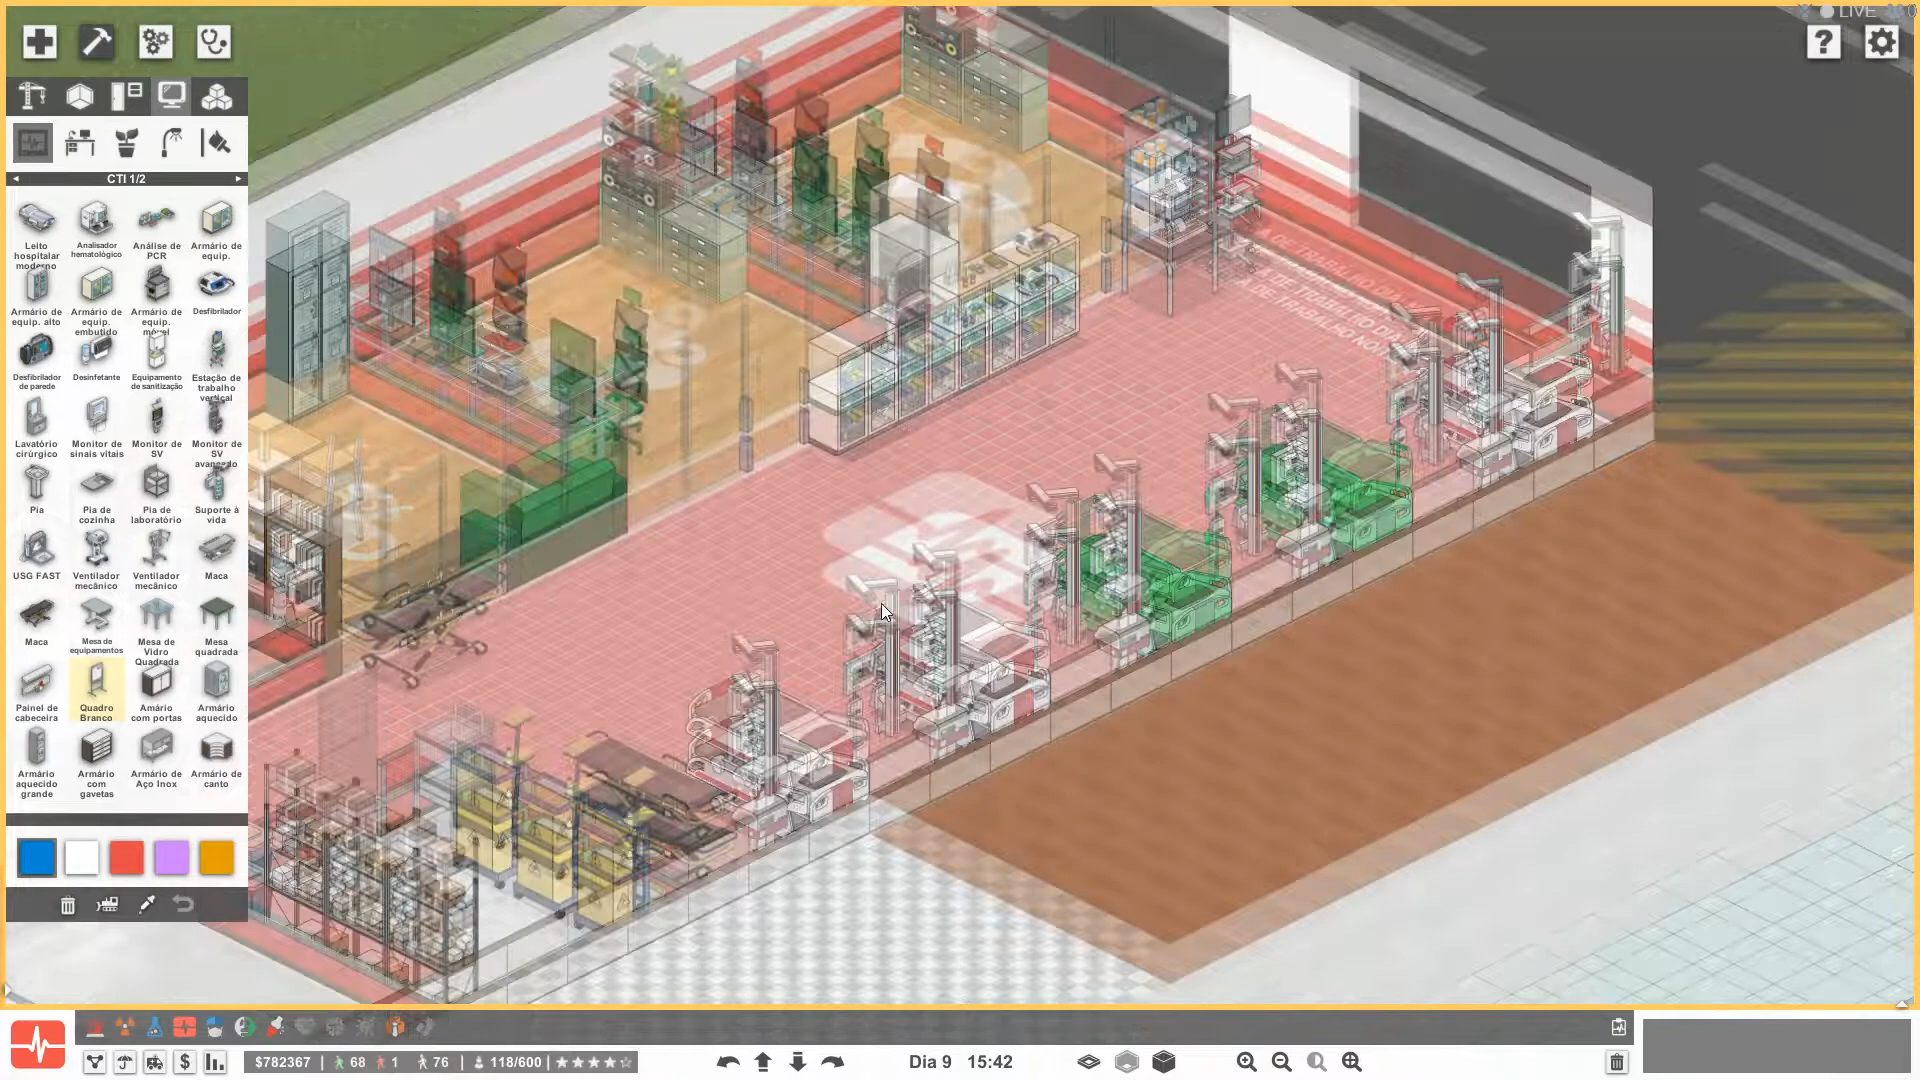 LIVE
CTI 1/2
Leito hospitalar moderno
Analisador hematológico
Análise de PCR
Armário de equip.
Armário de equip. alto
Armário de equip. embutido
Armário de equip. móvel
Desfibrilador
Desfibrilador de parede
Desinfetante
Equipamento de sanitização
Estação de trabalho vertical
Lavatório cirúrgico
Monitor de sinais vitais
Monitor de SV
Monitor de SV avançado
Pia
Pia de cozinha
Pia de laboratório
Suporte à vida
USG FAST
Ventilador mecânico
Ventilador mecânico
Maca
Maca
Mesa de equipamentos
Mesa de Vidro Quadrada
Mesa quadrada
Painel de cabeceira
Quadro Branco
Amário com portas
Armário aquecido
Armário aquecido grande
Armário com gavetas
Armário de Aço Inox
Armário de canto
$782367 | 68 1 76 | 118/600 |
Dia 9 15:42